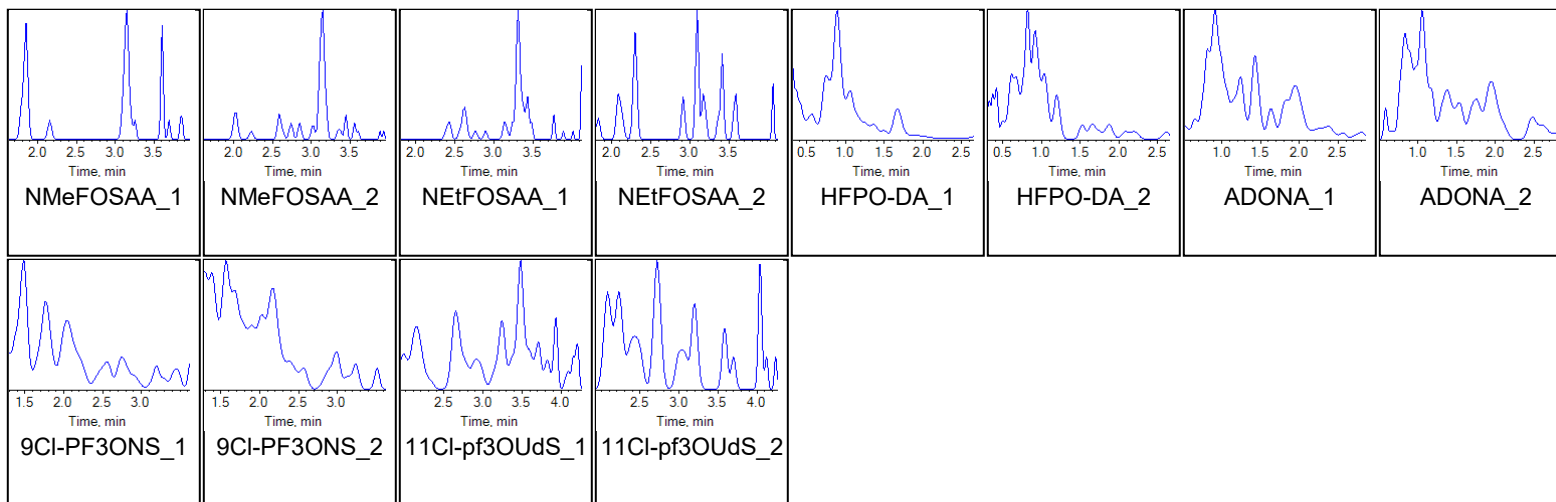 2.0 2.5 3.0 3.5
Time, min
NMeFOSAA_1
2.0 2.5 3.0 3.5
Time, min
NMeFOSAA_2
2.0 2.5 3.0 3.5
Time, min
NEtFOSAA_1
2.0 2.5 3.0 3.5
Time, min
NEtFOSAA_2
0.5 1.0 1.5 2.0 2.5
Time, min
HFPO-DA_1
0.5 1.0 1.5 2.0 2.5
Time, min
HFPO-DA_2
1.0 1.5 2.0 2.5
Time, min
ADONA_1
1.0 1.5 2.0 2.5
Time, min
ADONA_2
1.5 2.0 2.5 3.0
Time, min
9Cl-PF3ONS_1
1.5 2.0 2.5 3.0
Time, min
9Cl-PF3ONS_2
2.5 3.0 3.5 4.0
Time, min
11Cl-pf3OUdS_1
2.5 3.0 3.5 4.0
Time, min
11Cl-pf3OUdS_2